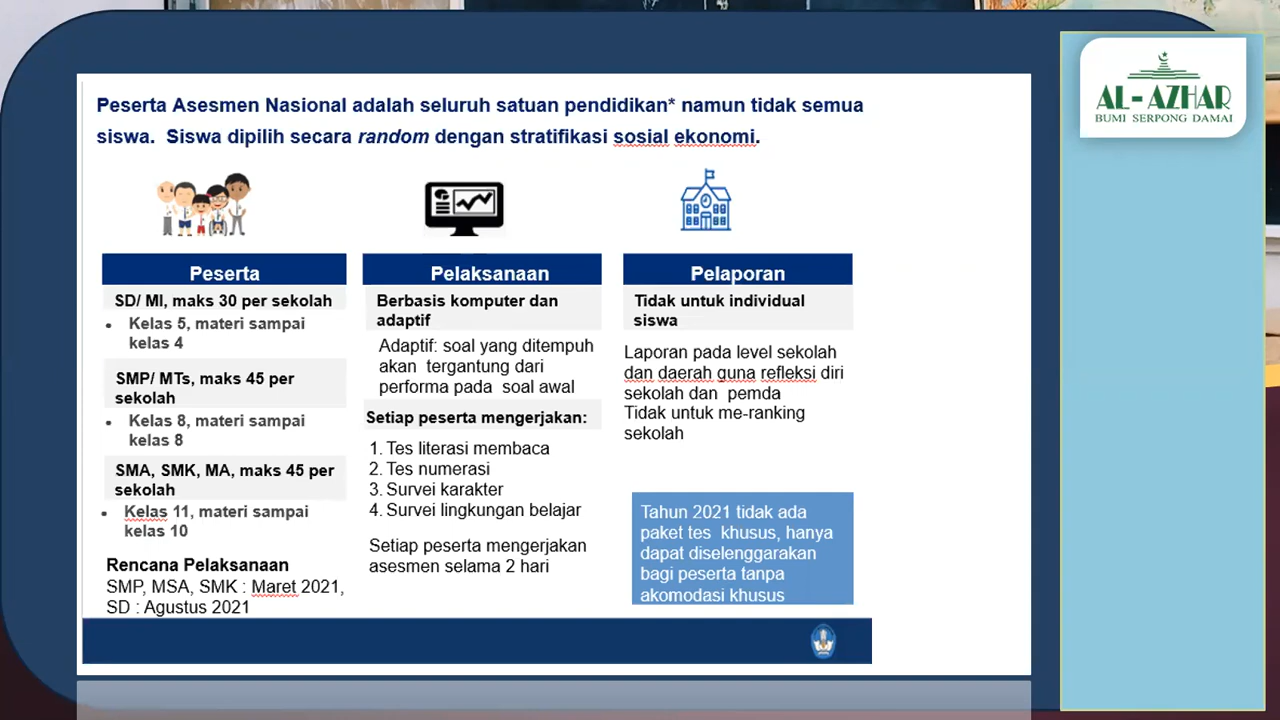 Peserta Asesmen Nasional adalah seluruh satuan pendidikan* namun tidak semua
siswa. Siswa dipilih secara random dengan stratifikasi sosial ekonomi.
Peserta
SD/ MI, maks 30 per sekolah
• Kelas 5, materi sampai
kelas 4
SMP/ MTs, maks 45 per
sekolah
• Kelas 8, materi sampai
kelas 8
SMA, SMK, MA, maks 45 per
sekolah
• Kelas 11, materi sampai
kelas 10
Rencana Pelaksanaan
SMP, MSA, SMK : Maret 2021,
SD : Agustus 2021
Pelaksanaan
Berbasis komputer dan
adaptif
Adaptif: soal yang ditempuh
akan tergantung dari
performa pada soal awal
Setiap peserta mengerjakan:
1. Tes literasi membaca
2. Tes numerasi
3. Survei karakter
4. Survei lingkungan belajar
Setiap peserta mengerjakan
asesmen selama 2 hari
Pelaporan
Tidak untuk individual
siswa
Laporan pada level sekolah
dan daerah guna refleksi diri
sekolah dan pemda
Tidak untuk me-ranking
sekolah
Tahun 2021 tidak ada
paket tes khusus, hanya
dapat diselenggarakan
bagi peserta tanpa
akomodasi khusus
AL-AZHAR
BUMI SERPONG DAMAI